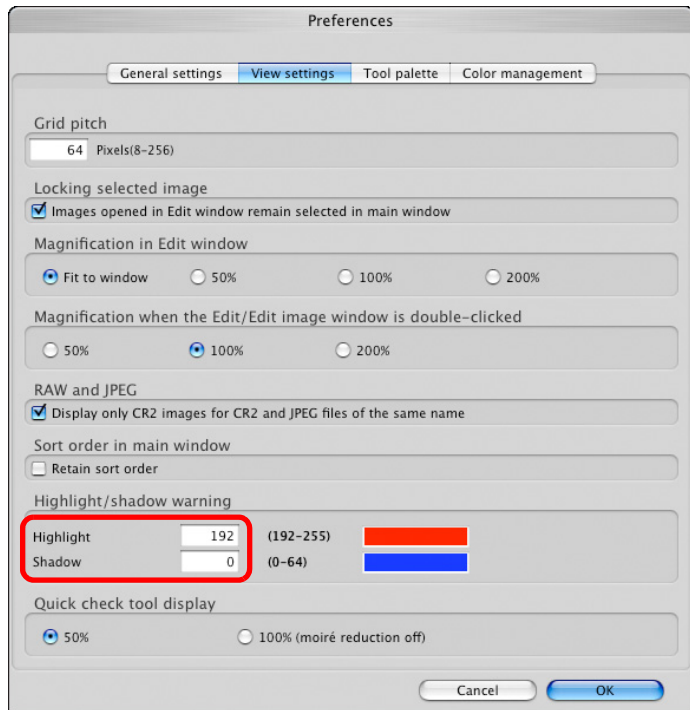 Preferences
General settings View settings Tool palette Color management
Grid pitch
64 Pixels(8-256)
Locking selected image
Images opened in Edit window remain selected in main window
Magnification in Edit window
Fit to window 50% 100% 200%
Magnification when the Edit/Edit image window is double-clicked
50% 100% 200%
RAW and JPEG
Display only CR2 images for CR2 and JPEG files of the same name
Sort order in main window
Retain sort order
Highlight/shadow warning
Highlight 192 (192-255)
Shadow 0 (0-64)
Quick check tool display
50% 100% (moiré reduction off)
Cancel OK